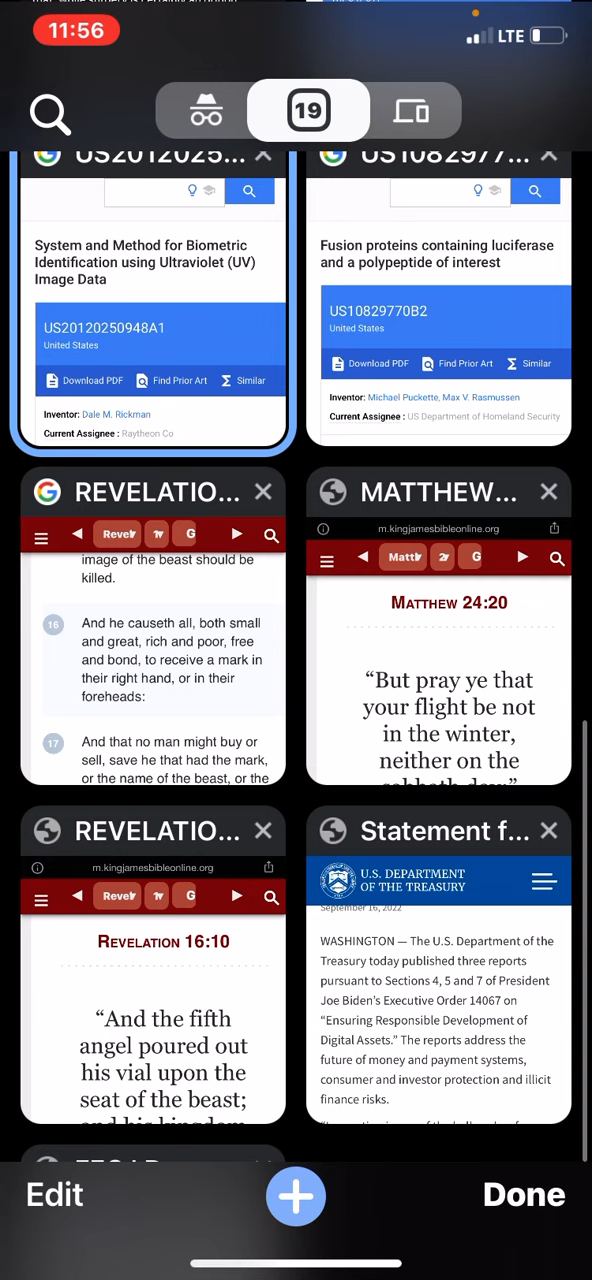 11:56
LTE
19
US2012025...
US1082977...
System and Method for Biometric
Identification using Ultraviolet (UV)
Image Data
Fusion proteins containing luciferase
and a polypeptide of interest
US20120250948A1
United States
US10829770B2
United States
Download PDF Find Prior Art Σ Similar
Download PDF Find Prior Art Σ Similar
Inventor: Dale M. Rickman
Current Assignee : Raytheon Co
Inventor: Michael Puckette, Max V. Rasmussen
Current Assignee : US Department of Homeland Security
REVELATIO...
MATTHEW...
image of the beast should be
killed.
16 And he causeth all, both small
and great, rich and poor, free
and bond, to receive a mark in
their right hand, or in their
foreheads:
17 And that no man might buy or
sell, save he that had the mark,
or the name of the beast, or the
m.kingjamesbibleonline.org
MATTHEW 24:20
“But pray ye that
your flight be not
in the winter,
neither on the
sabbath day:”
REVELATIO...
Statement f...
m.kingjamesbibleonline.org
REVELATION 16:10
“And the fifth
angel poured out
his vial upon the
seat of the beast;
and his kingdom
U.S. DEPARTMENT
OF THE TREASURY
September 16, 2022
WASHINGTON — The U.S. Department of the
Treasury today published three reports
pursuant to Sections 4, 5 and 7 of President
Joe Biden’s Executive Order 14067 on
“Ensuring Responsible Development of
Digital Assets.” The reports address the
future of money and payment systems,
consumer and investor protection and illicit
finance risks.
Edit
Done